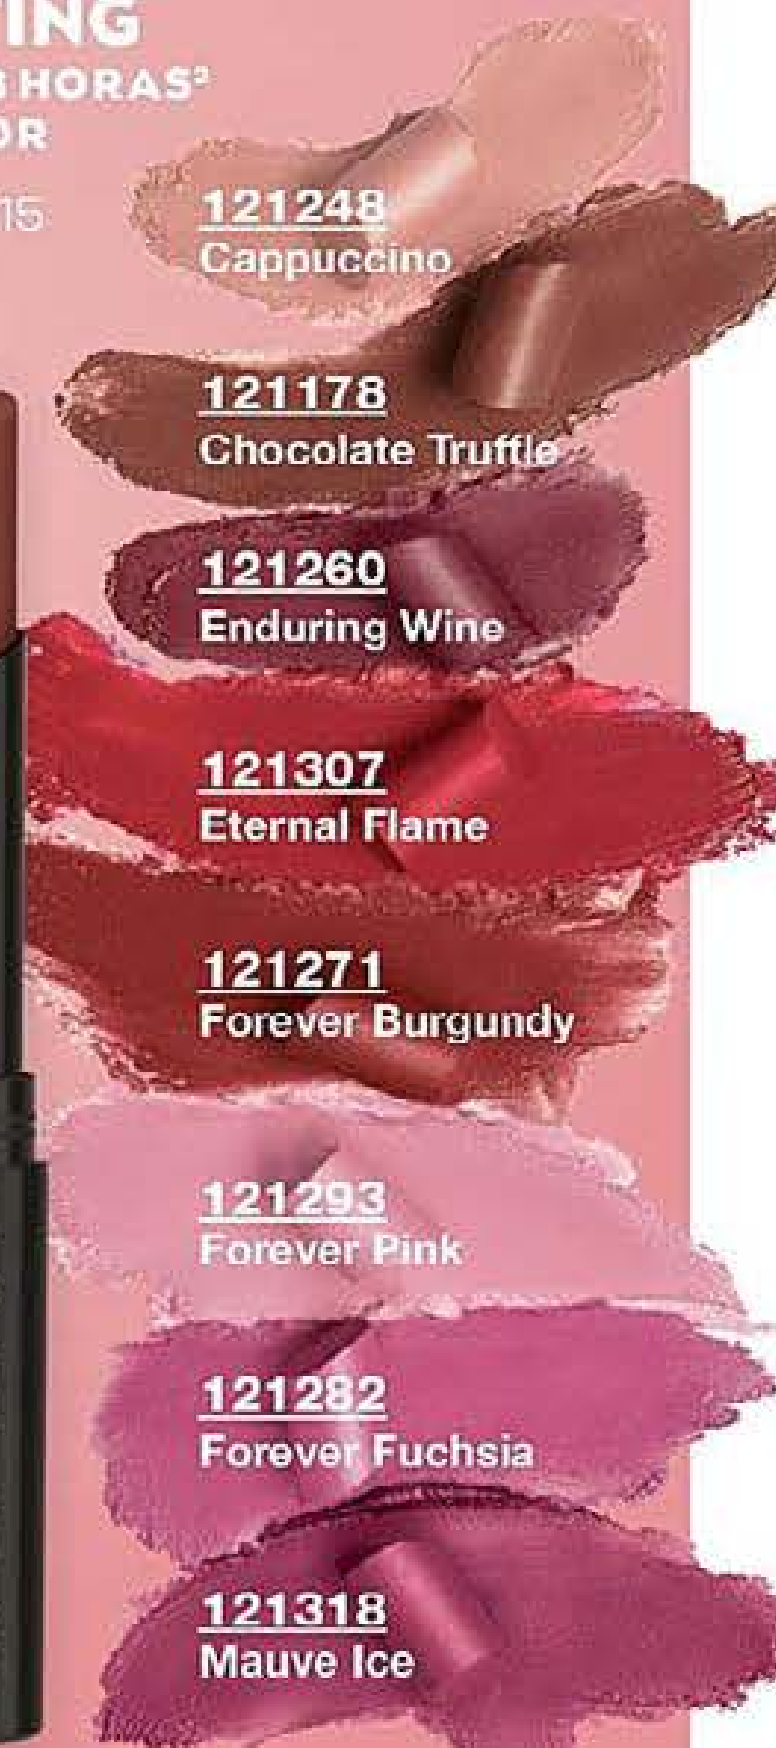 ING
HORAS²
OR
15
121248
Cappuccino
121178
Chocolate Truffle
121260
Enduring Wine
121307
Eternal Flame
121271
Forever Burgundy
121293
Forever Pink
121282
Forever Fuchsia
121318
Mauve Ice